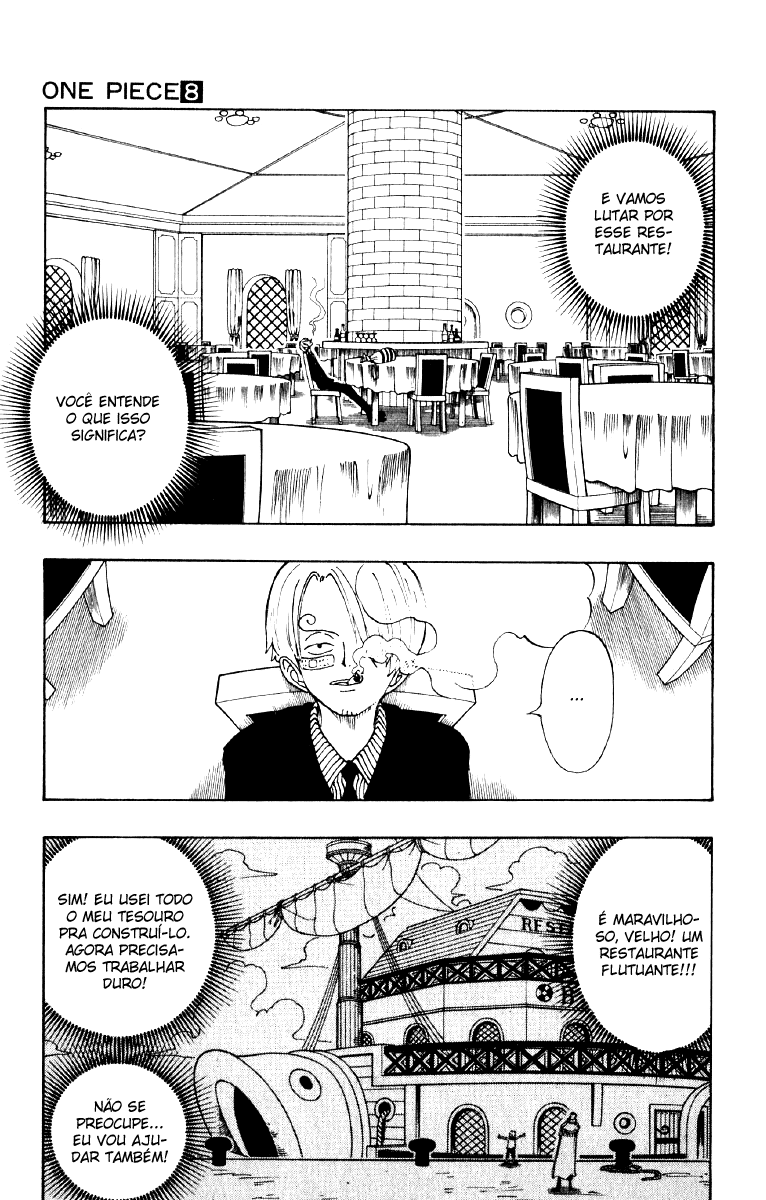 ONE PIECE 8
E VAMOS
LUTAR POR
ESSE RES-
TAURANTE!
VOCÊ ENTENDE
O QUE ISSO
SIGNIFICA?
...
É MARAVILHO-
SO, VELHO! UM
RESTAURANTE
FLUTUANTE!!!
SIM! EU USEI TODO
O MEU TESOURO
PRA CONSTRUÍ-LO.
AGORA PRECISA-
MOS TRABALHAR
DURO!
REST
B
NÃO SE
PREOCUPE...
EU VOU AJU-
DAR TAMBÉM!